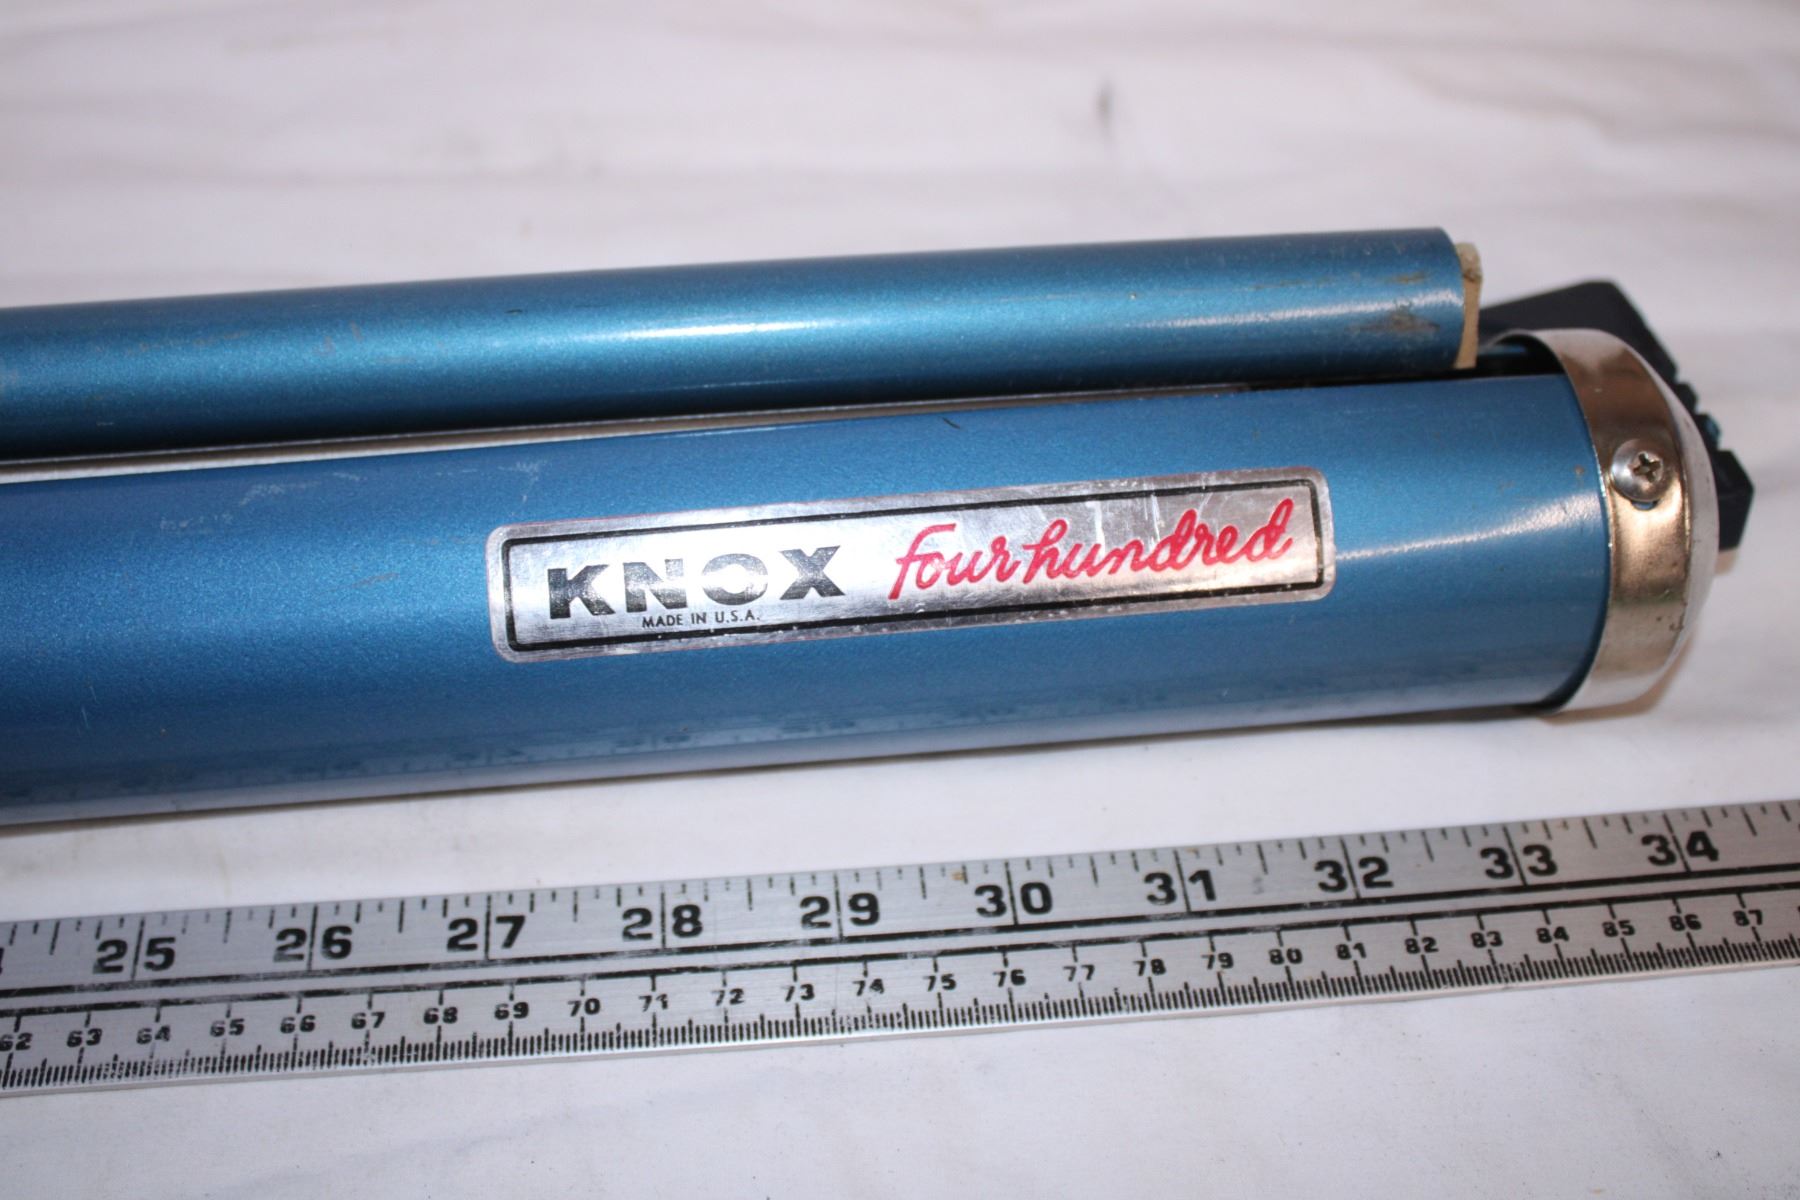 KNOX four hundred
MADE IN U.S.A.
25 26 27 28 29 30 31 32 33 34
62 63 64 65 66 67 68 69 70 71 72 73 74 75 76 77 78 79 80 81 82 83 84 85 86 87